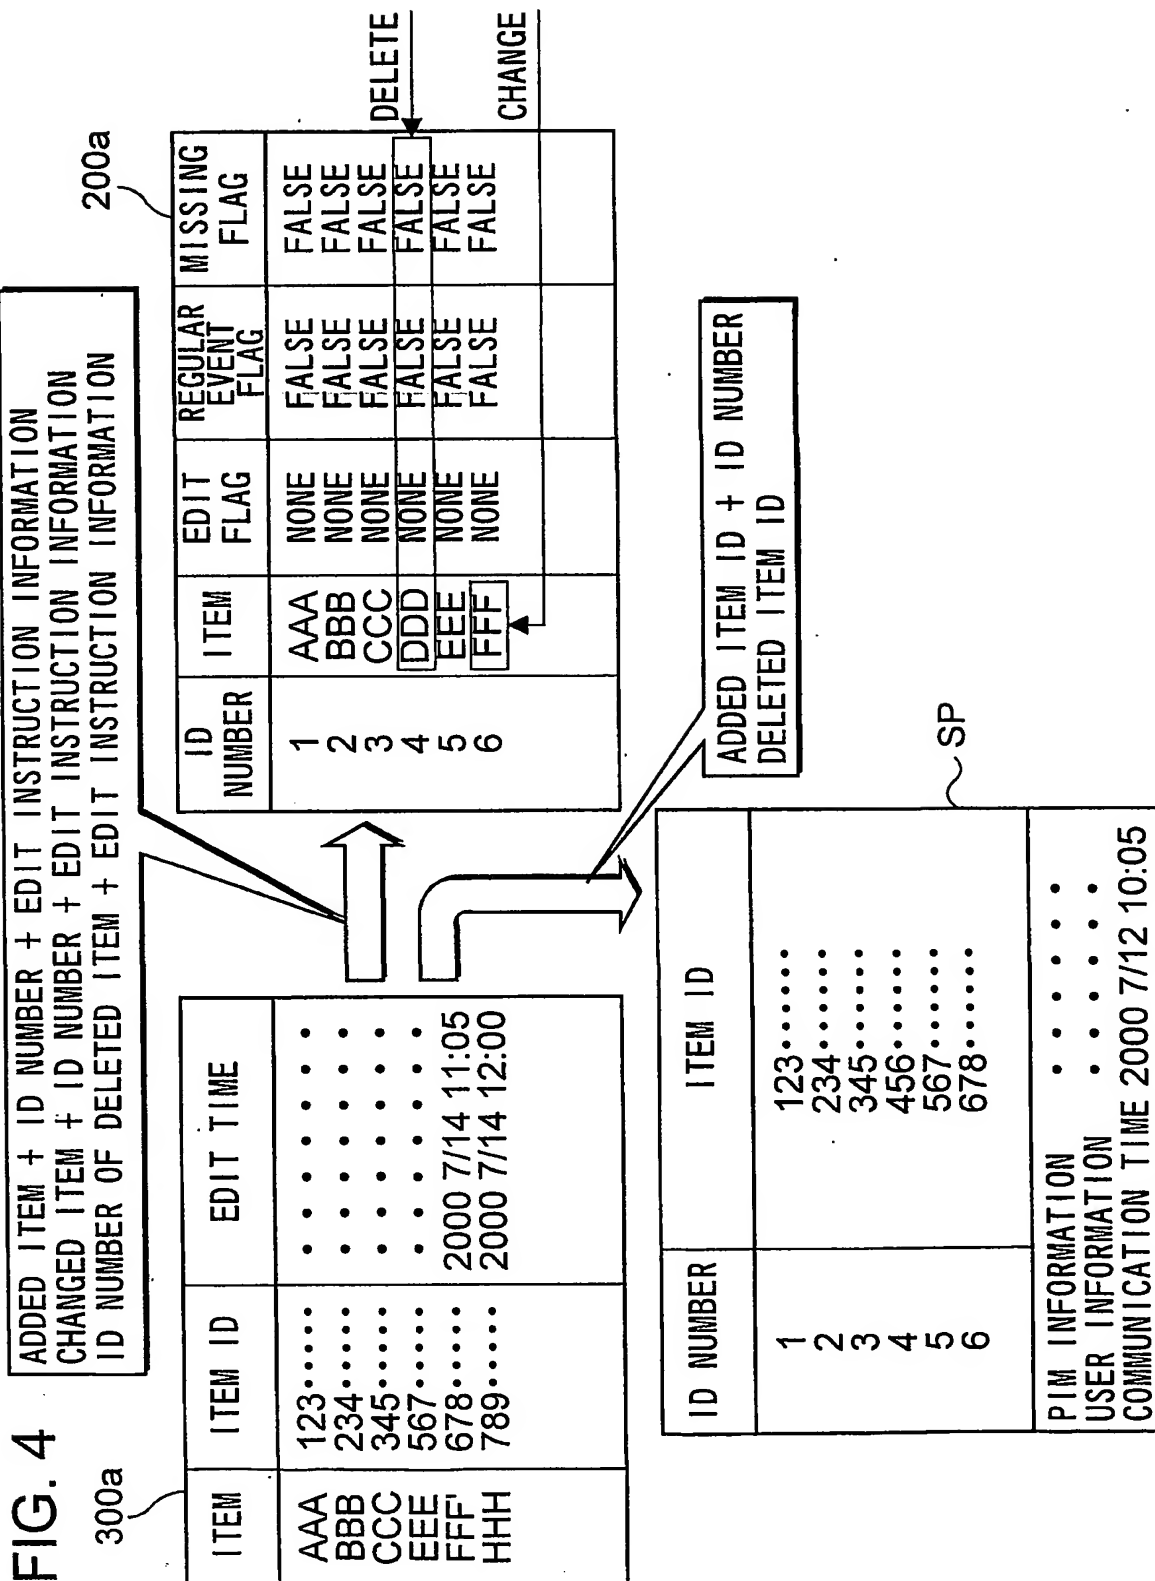 FIG. 4
ADDED ITEM + ID NUMBER + EDIT INSTRUCTION INFORMATION
CHANGED ITEM + ID NUMBER + EDIT INSTRUCTION INFORMATION
ID NUMBER OF DELETED ITEM + EDIT INSTRUCTION INFORMATION
300a
ITEM ITEM ID EDIT TIME
AAA 123...... • • • • • •
BBB 234...... • • • • • •
CCC 345...... • • • • • •
EEE 567...... • • • • • •
FFF' 678...... 2000 7/14 11:05
HHH 789...... 2000 7/14 12:00
200a
ID NUMBER ITEM EDIT FLAG REGULAR EVENT FLAG MISSING FLAG
1 AAA NONE FALSE FALSE
2 BBB NONE FALSE FALSE
3 CCC NONE FALSE FALSE
4 DDD NONE FALSE FALSE
5 EEE NONE FALSE FALSE
6 FFF NONE FALSE FALSE
DELETE
CHANGE
ADDED ITEM ID + ID NUMBER
DELETED ITEM ID
SP
ID NUMBER ITEM ID
1 123.......
2 234.......
3 345.......
4 456.......
5 567.......
6 678.......
PIM INFORMATION • • • • • •
USER INFORMATION • • • • • •
COMMUNICATION TIME 2000 7/12 10:05